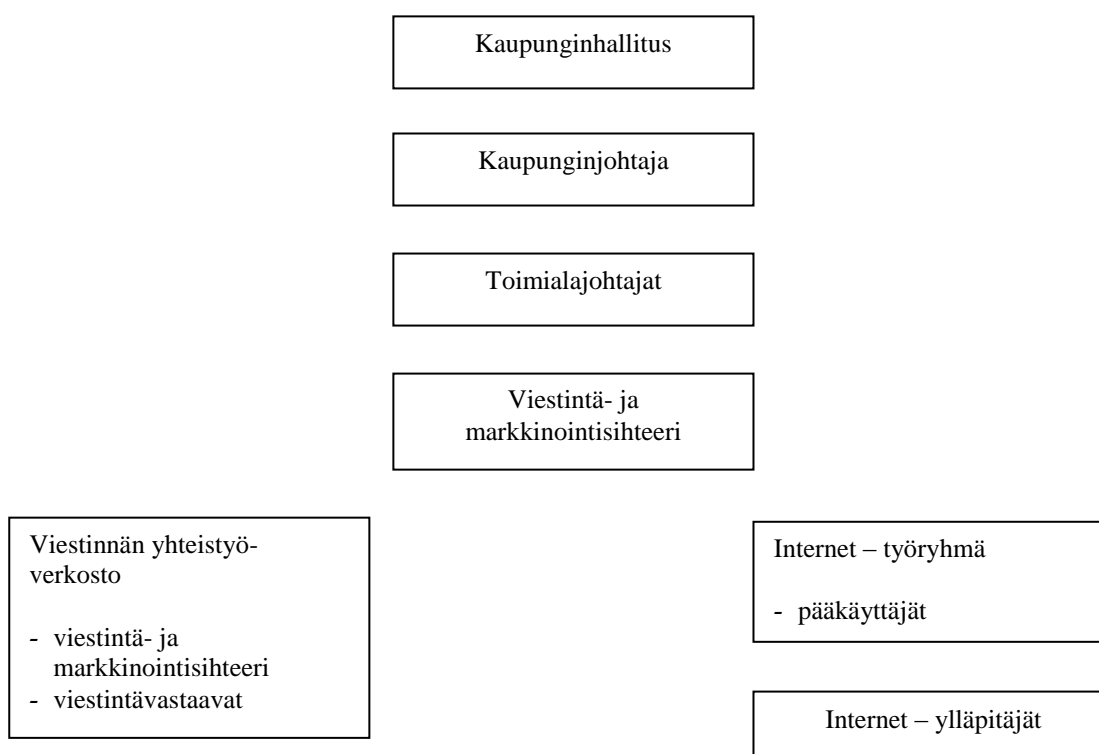 Kaupunginhallitus
Kaupunginjohtaja
Toimialajohtajat
Viestintä- ja
markkinointisihteeri
Viestinnän yhteistyö-
verkosto
- viestintä- ja
markkinointisihteeri
- viestintävastaavat
Internet – työryhmä
- pääkäyttäjät
Internet – ylläpitäjät